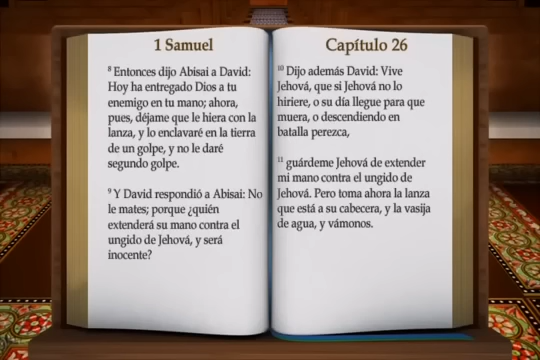 1 Samuel
⁸ Entonces dijo Abisai a David:
Hoy ha entregado Dios a tu
enemigo en tu mano; ahora,
pues, déjame que le hiera con la
lanza, y lo enclavaré en la tierra
de un golpe, y no le daré
segundo golpe.
⁹ Y David respondió a Abisai: No
le mates; porque ¿quién
extenderá su mano contra el
ungido de Jehová, y será
inocente?
Capítulo 26
¹⁰ Dijo además David: Vive
Jehová, que si Jehová no lo
hiriere, o su día llegue para que
muera, o descendiendo en
batalla perezca,
¹¹ guárdeme Jehová de extender
mi mano contra el ungido de
Jehová. Pero toma ahora la lanza
que está a su cabecera, y la vasija
de agua, y vámonos.